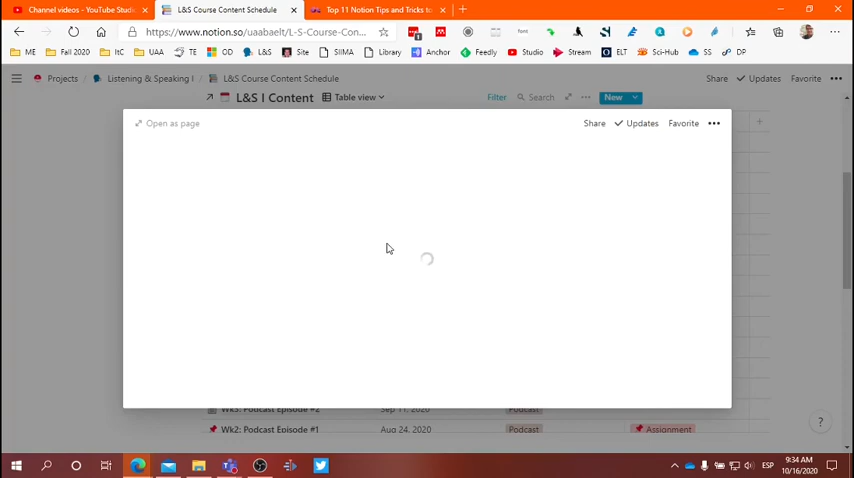 Channel videos - YouTube Studi
L&S Course Content Schedule
Top 11 Notion Tips and Tricks to
https://www.notion.so/uaabaelt/L-S-Course-Con...
ME
Fall 2020
ItC
UAA
TE
OD
L&S
Site
SIIMA
Library
Anchor
Feedly
Studio
Stream
ELT
Sci-Hub
SS
DP
Projects / Listening & Speaking I / L&S Course Content Schedule
Share
Updates
Favorite
L&S I Content
Table view
Filter
Search
New
Open as page
Share
Updates
Favorite
Wk3: Podcast Episode #2
Sep 11, 2020
Podcast
Wk2: Podcast Episode #1
Aug 24, 2020
Podcast
Assignment
?
ESP
9:34 AM
10/16/2020